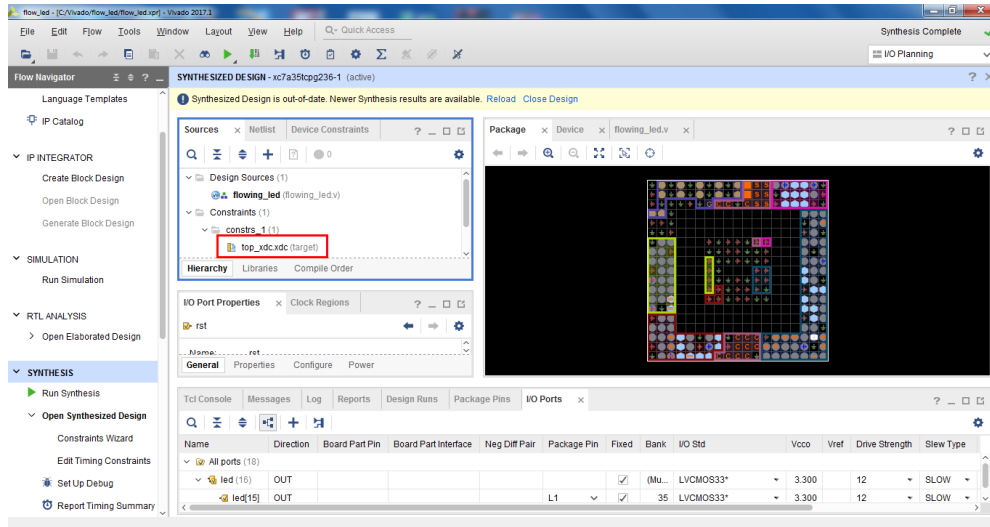 flow_led - [C:/Vivado/flow_led/flow_led.xpr] - Vivado 2017.1
File Edit Flow Tools Window Layout View Help Q- Quick Access Synthesis Complete
I/O Planning
Flow Navigator
SYNTHESIZED DESIGN - xc7a35tcpg236-1 (active)
Language Templates
IP Catalog
IP INTEGRATOR
Create Block Design
Open Block Design
Generate Block Design
SIMULATION
Run Simulation
RTL ANALYSIS
Open Elaborated Design
SYNTHESIS
Run Synthesis
Open Synthesized Design
Constraints Wizard
Edit Timing Constraints
Set Up Debug
Report Timing Summary
Synthesized Design is out-of-date. Newer Synthesis results are available. Reload Close Design
Sources Netlist Device Constraints
0
Design Sources (1)
flowing_led (flowing_led.v)
Constraints (1)
constrs_1 (1)
top_xdc.xdc (target)
Hierarchy Libraries Compile Order
Package Device flowing_led.v
I/O Port Properties Clock Regions
rst
Name: rst
General Properties Configure Power
Tcl Console Messages Log Reports Design Runs Package Pins I/O Ports
Name Direction Board Part Pin Board Part Interface Neg Diff Pair Package Pin Fixed Bank I/O Std Vcco Vref Drive Strength Slew Type
All ports (18)
led (16) OUT (Mu... LVCMOS33* 3.300 12 SLOW
led[15] OUT L1 35 LVCMOS33* 3.300 12 SLOW